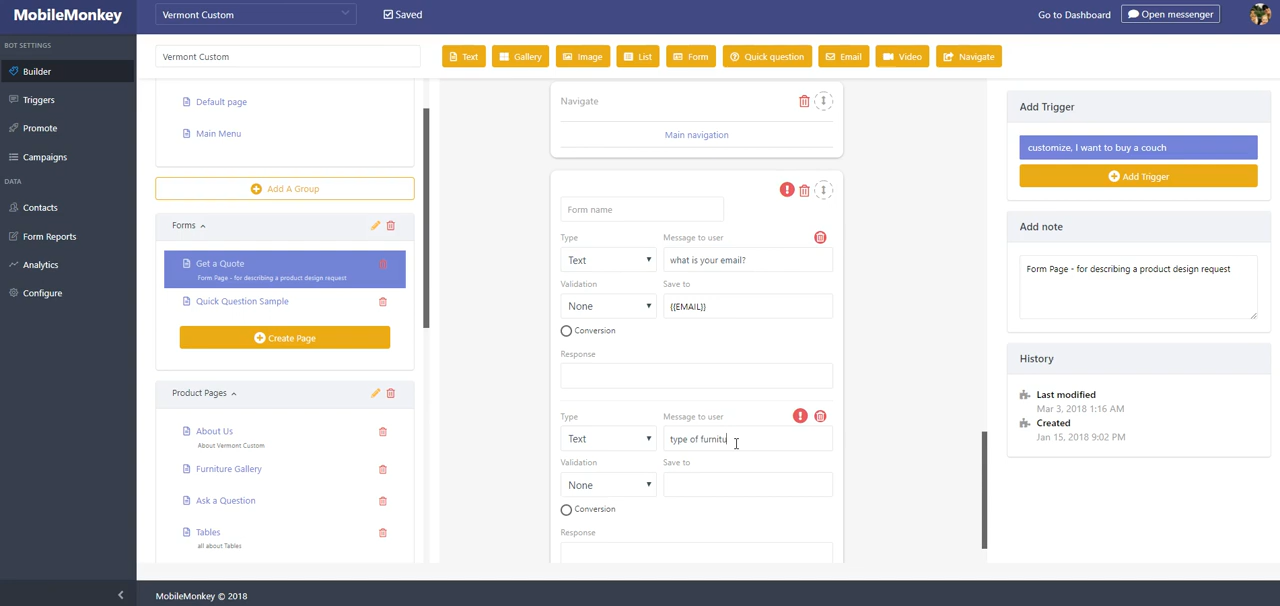 MobileMonkey
Vermont Custom
Saved
Go to Dashboard
Open messenger
BOT SETTINGS
Builder
Triggers
Promote
Campaigns
DATA
Contacts
Form Reports
Analytics
Configure
Vermont Custom
Text
Gallery
Image
List
Form
Quick question
Email
Video
Navigate
Default page
Main Menu
Add A Group
Forms
Get a Quote
Form Page - for describing a product design request
Quick Question Sample
Create Page
Product Pages
About Us
About Vermont Custom
Furniture Gallery
Ask a Question
Tables
all about Tables
Navigate
Main navigation
Form name
Type
Message to user
Text
what is your email?
Validation
Save to
None
{{EMAIL}}
Conversion
Response
Type
Message to user
Text
type of furnitu
Validation
Save to
None
Conversion
Response
Add Trigger
customize, I want to buy a couch
Add Trigger
Add note
Form Page - for describing a product design request
History
Last modified
Mar 3, 2018 1:16 AM
Created
Jan 15, 2018 9:02 PM
MobileMonkey © 2018